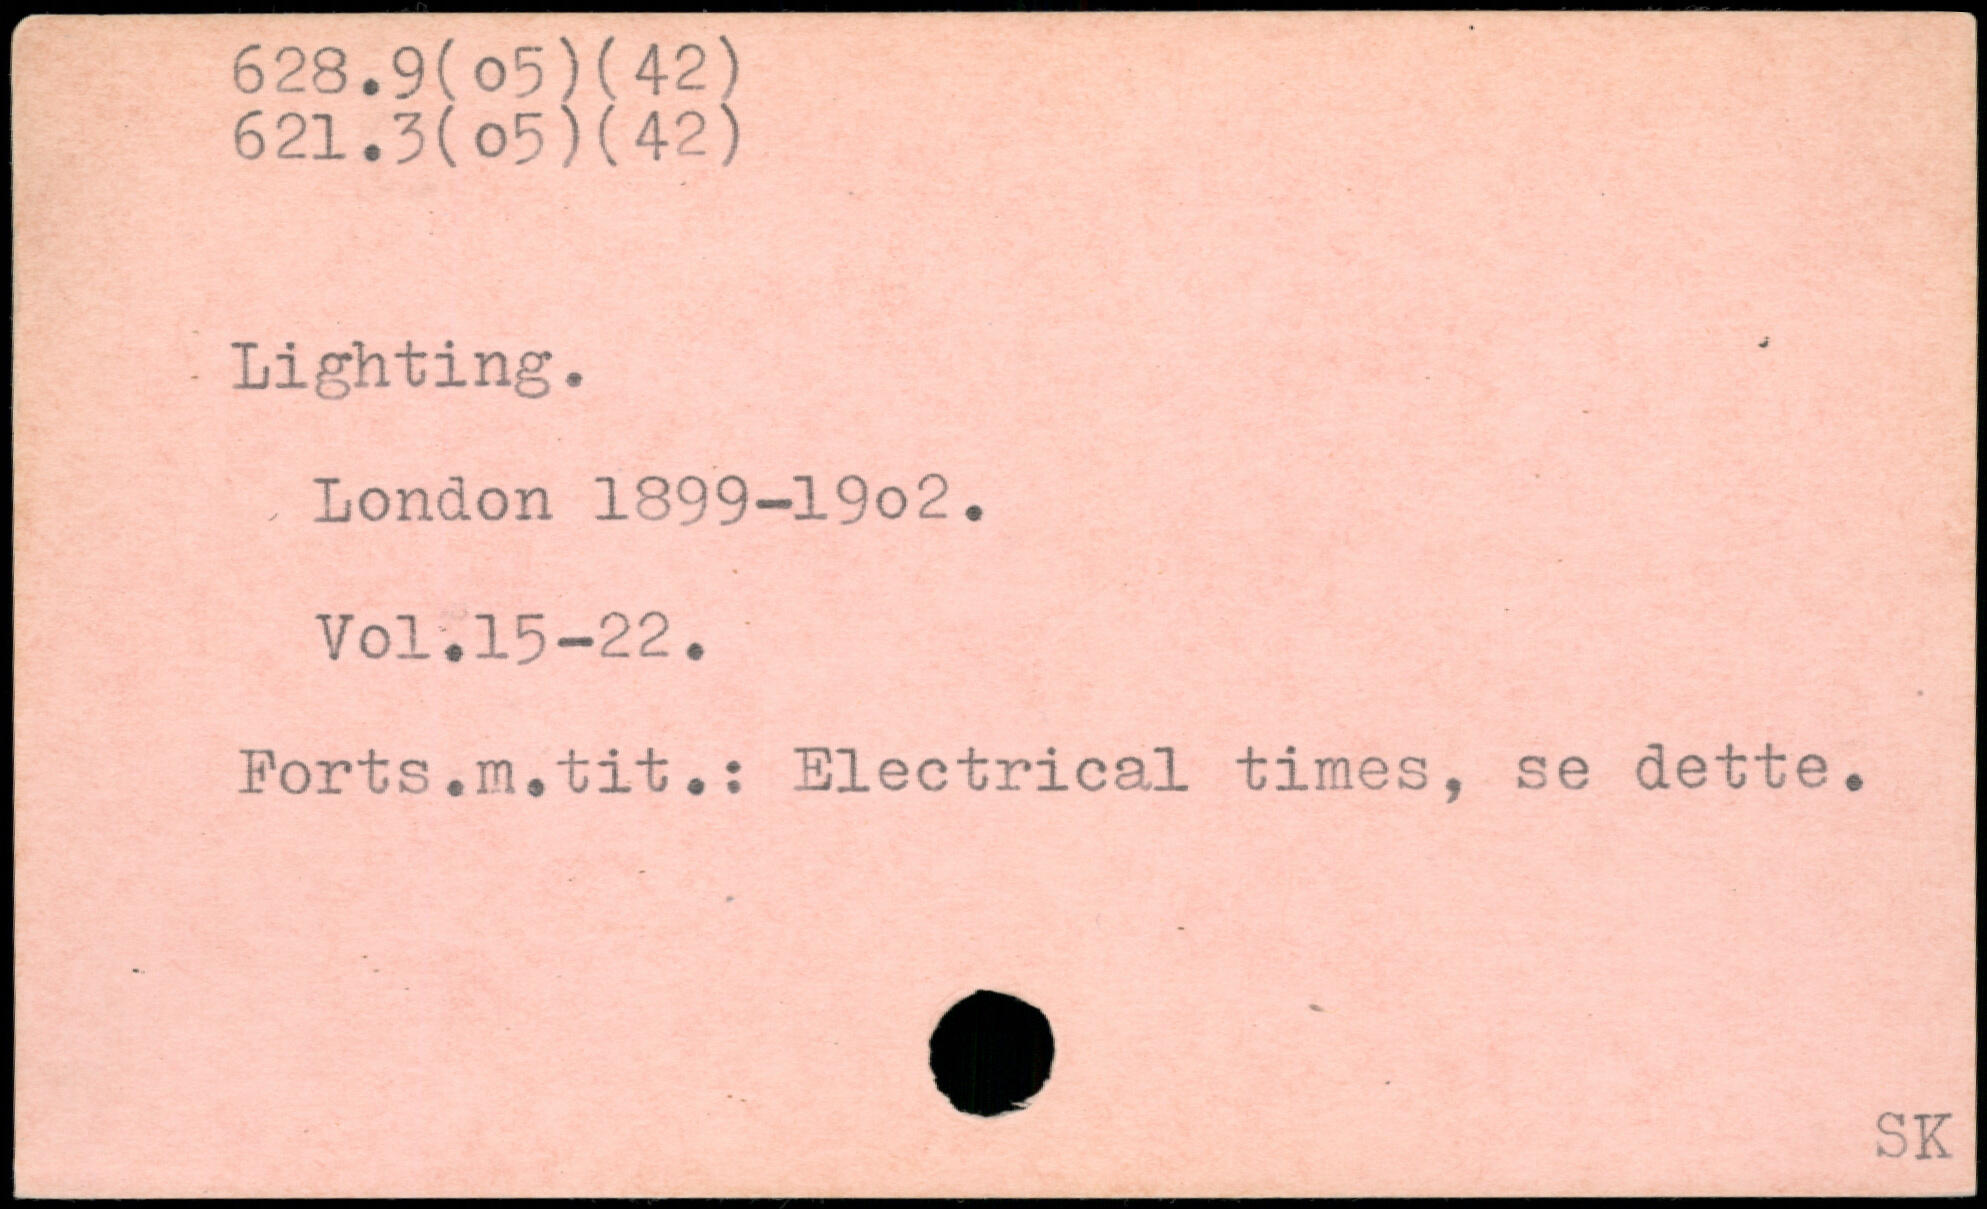 628.9(o5)(42)
621.3(o5)(42)
Lighting.
London 1899-19o2.
Vol.15-22.
Forts.m.tit.: Electrical times, se dette.
SK